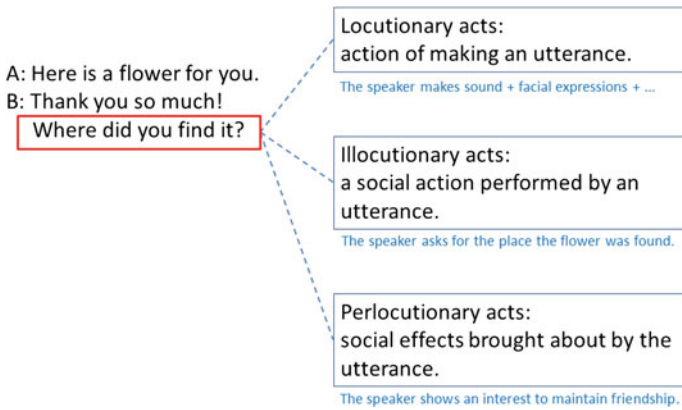 A: Here is a flower for you.
B: Thank you so much!
Where did you find it?
Locutionary acts:
action of making an utterance.
The speaker makes sound + facial expressions + ...
Illocutionary acts:
a social action performed by an
utterance.
The speaker asks for the place the flower was found.
Perlocutionary acts:
social effects brought about by the
utterance.
The speaker shows an interest to maintain friendship.